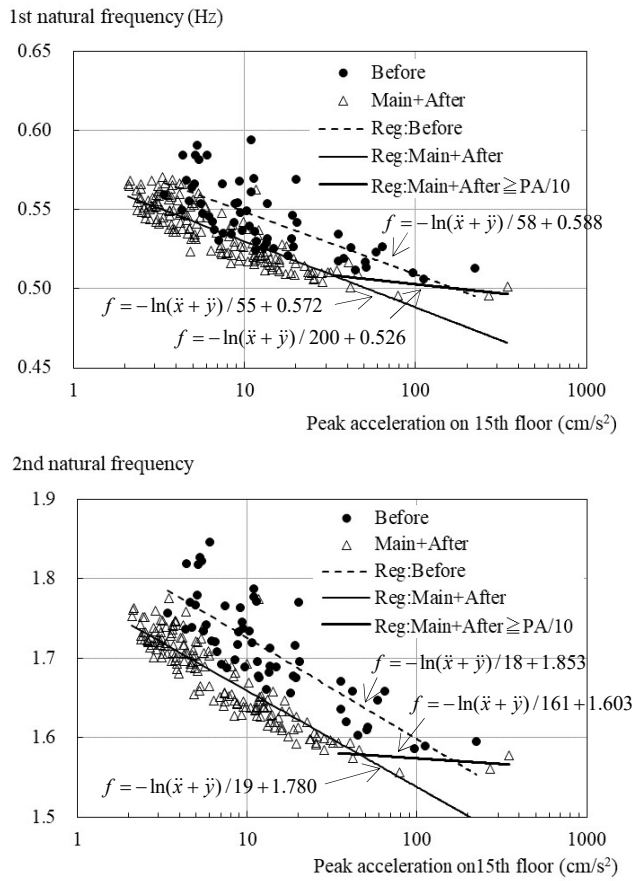 1st natural frequency (Hz)
0.65
Before
Main+After
0.60
Reg:Before
Reg:Main+After
Reg:Main+After≧PA/10
0.55
f = −ln(ẍ + ÿ) / 58 + 0.588
0.50
f = −ln(ẍ + ÿ) / 55 + 0.572
f = −ln(ẍ + ÿ) / 200 + 0.526
0.45
1 10 100 1000
Peak acceleration on 15th floor (cm/s²)
2nd natural frequency
1.9
Before
Main+After
1.8
Reg:Before
Reg:Main+After
Reg:Main+After≧PA/10
1.7
f = −ln(ẍ + ÿ) /18 + 1.853
f = −ln(ẍ + ÿ) /161 + 1.603
1.6
f = −ln(ẍ + ÿ) /19 + 1.780
1.5
1 10 100 1000
Peak acceleration on15th floor (cm/s²)